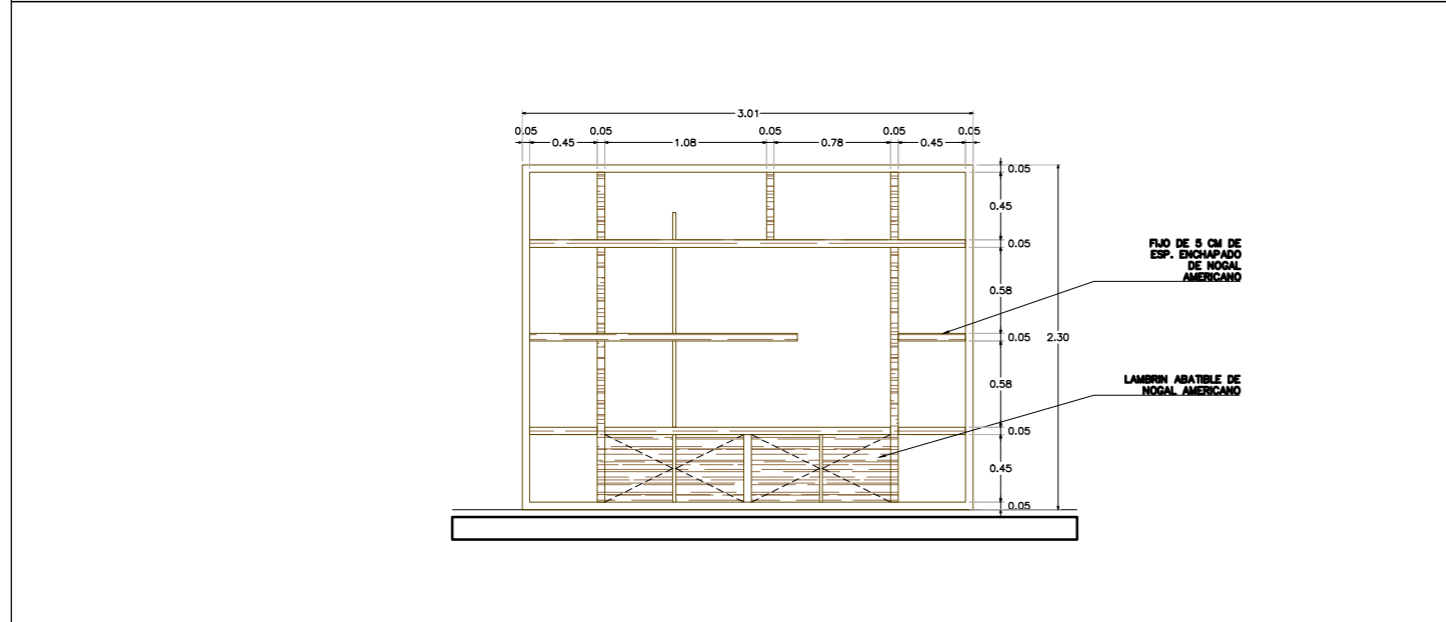 3.01
0.05 0.05 0.05 0.05 0.05
0.45 1.08 0.78 0.45
0.05
0.45
0.05
0.58
0.05 2.30
0.58
0.05
0.45
0.05
FIJO DE 5 CM DE
ESP. ENCHAPADO
DE NOGAL
AMERICANO
LAMBRIN ABATIBLE DE
NOGAL AMERICANO